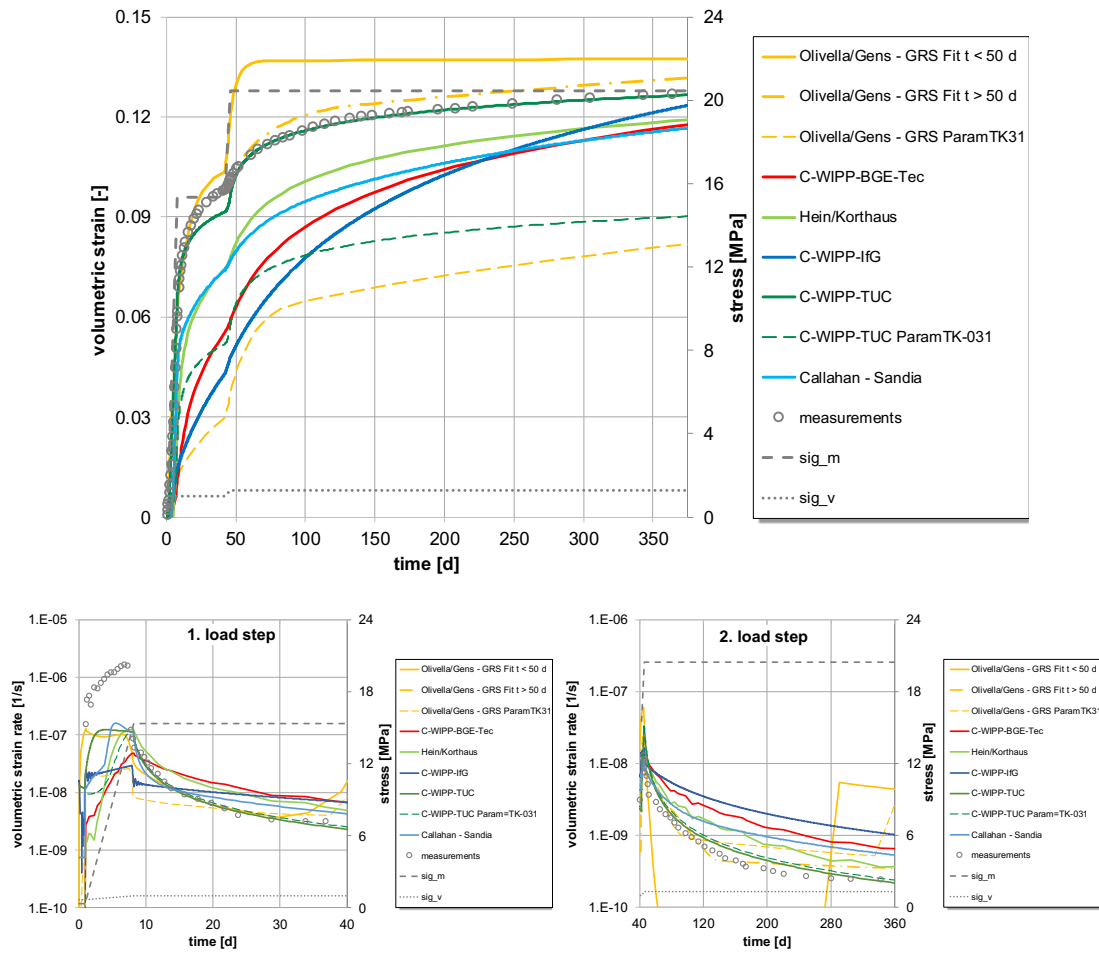 0.15
0.12
0.09
0.06
0.03
0
volumetric strain [-]
24
20
16
12
8
4
0
stress [MPa]
0 50 100 150 200 250 300 350
time [d]
Olivella/Gens - GRS Fit t < 50 d
Olivella/Gens - GRS Fit t > 50 d
Olivella/Gens - GRS ParamTK31
C-WIPP-BGE-Tec
Hein/Korthaus
C-WIPP-IfG
C-WIPP-TUC
C-WIPP-TUC ParamTK-031
Callahan - Sandia
measurements
sig_m
sig_v
1. load step
1.E-05
1.E-06
1.E-07
1.E-08
1.E-09
1.E-10
volumetric strain rate [1/s]
24
18
12
6
0
stress [MPa]
0 10 20 30 40
time [d]
Olivella/Gens - GRS Fit t < 50 d
Olivella/Gens - GRS Fit t > 50 d
Olivella/Gens - GRS ParamTK31
C-WIPP-BGE-Tec
Hein/Korthaus
C-WIPP-IfG
C-WIPP-TUC
C-WIPP-TUC Param=TK-031
Callahan - Sandia
measurements
sig_m
sig_v
2. load step
1.E-06
1.E-07
1.E-08
1.E-09
1.E-10
volumetric strain rate [1/s]
24
20
15
10
5
0
stress [MPa]
40 120 200 280 360
time [d]
Olivella/Gens - GRS Fit t < 50 d
Olivella/Gens - GRS Fit t > 50 d
Olivella/Gens - GRS ParamTK31
C-WIPP-BGE-Tec
Hein/Korthaus
C-WIPP-IfG
C-WIPP-TUC
C-WIPP-TUC Param=TK-031
Callahan - Sandia
measurements
sig_m
sig_v